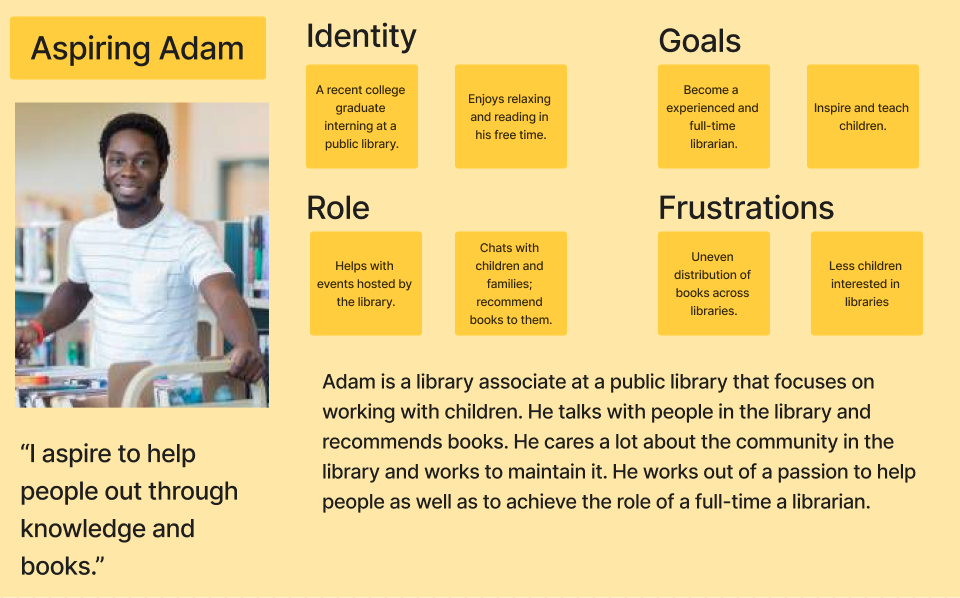 Aspiring Adam
“I aspire to help
people out through
knowledge and
books.”
Identity
A recent college
graduate
interning at a
public library.
Enjoys relaxing
and reading in
his free time.
Goals
Become a
experienced and
full-time
librarian.
Inspire and teach
children.
Role
Helps with
events hosted by
the library.
Chats with
children and
families;
recommend
books to them.
Frustrations
Uneven
distribution of
books across
libraries.
Less children
interested in
libraries
Adam is a library associate at a public library that focuses on
working with children. He talks with people in the library and
recommends books. He cares a lot about the community in the
library and works to maintain it. He works out of a passion to help
people as well as to achieve the role of a full-time a librarian.